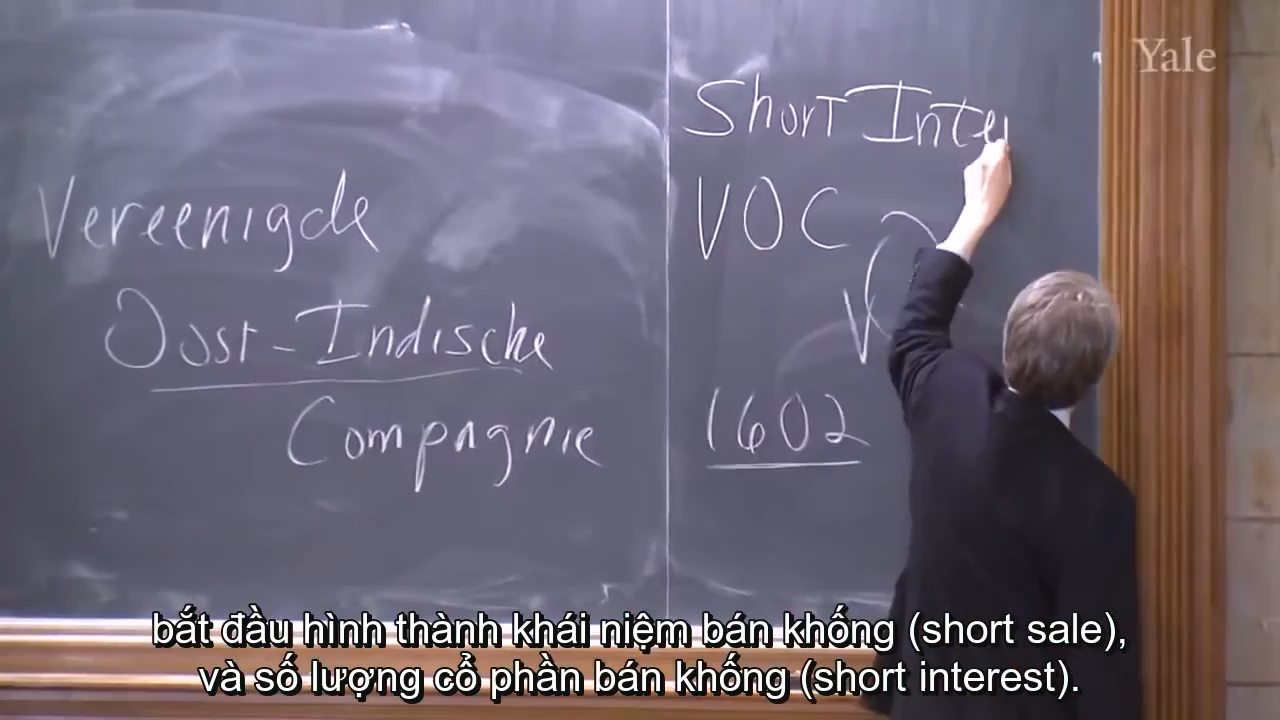 Yale
Short Inte
VOC
Vereenigde
Oost-Indische
Compagnie
1602
bắt đầu hình thành khái niệm bán khống (short sale),
và số lượng cổ phần bán khống (short interest).